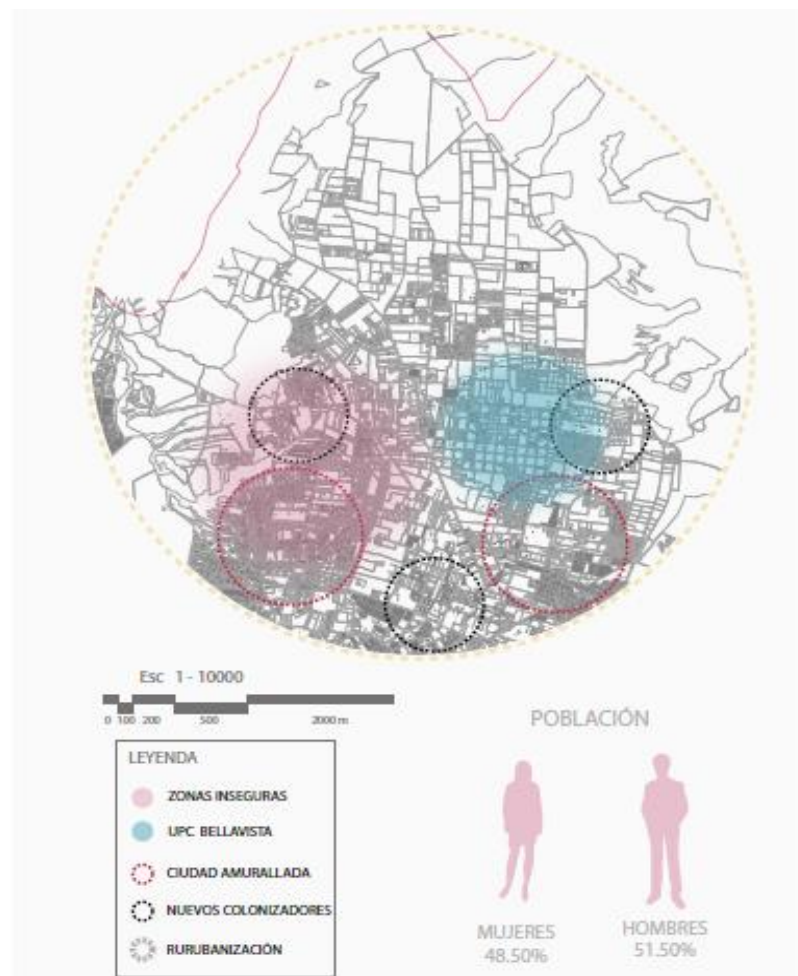 Esc 1 - 10000
0 100 200 500 2000 m
POBLACIÓN
LEYENDA
ZONAS INSEGURAS
UPC BELLAVISTA
CIUDAD AMURALLADA
NUEVOS COLONIZADORES
RURUBANIZACIÓN
MUJERES
48.50%
HOMBRES
51.50%